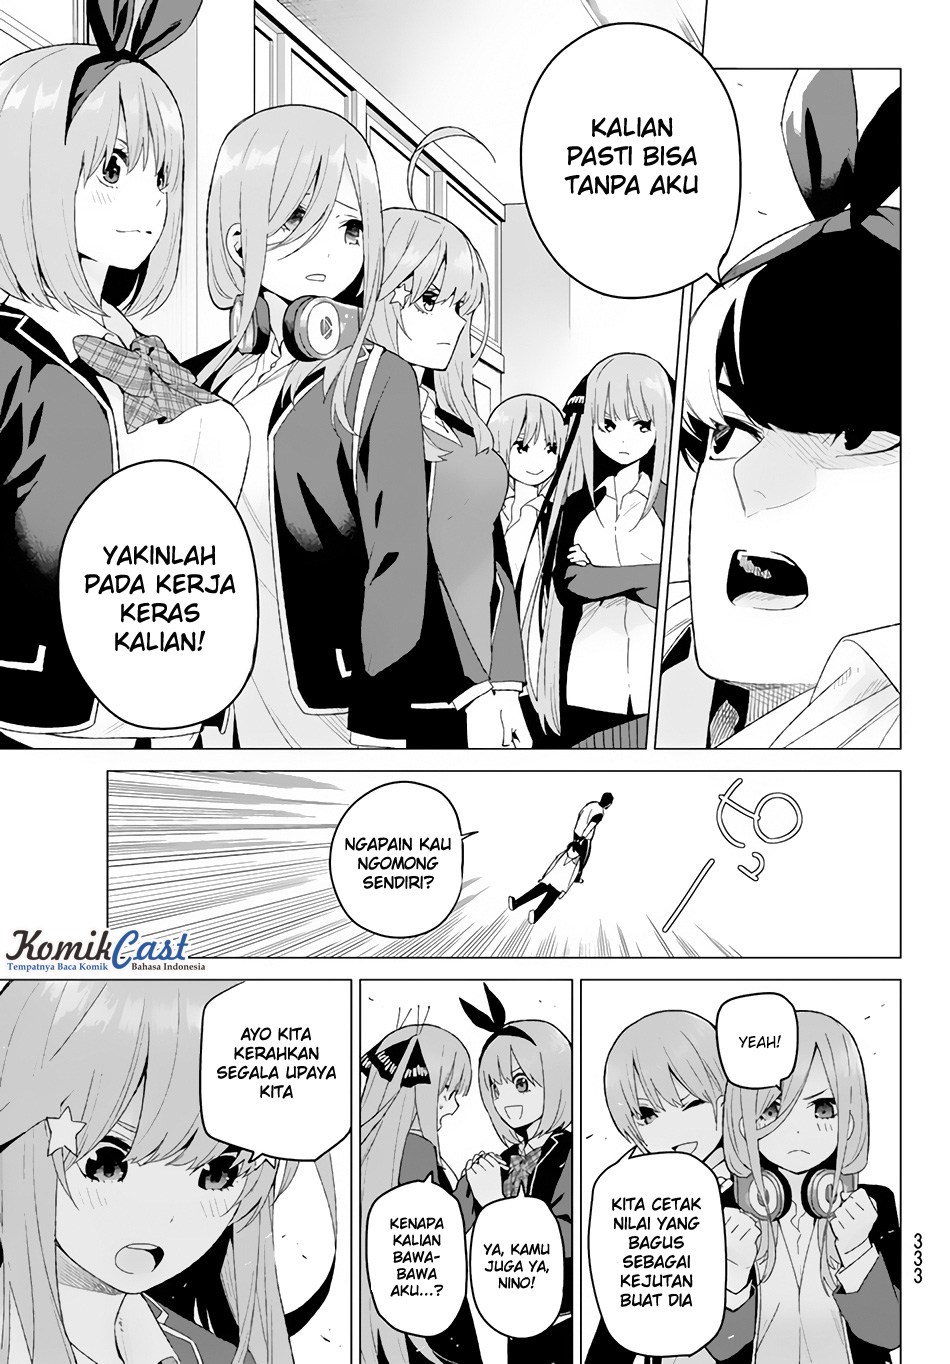 KALIAN
PASTI BISA
TANPA AKU
YAKINLAH
PADA KERJA
KERAS
KALIAN!
NGAPAIN KAU
NGOMONG
SENDIRI?
KomikCast
Tempatnya Baca Komik Bahasa Indonesia
YEAH!
KITA CETAK
NILAI YANG
BAGUS
SEBAGAI
KEJUTAN
BUAT DIA
YA, KAMU
JUGA YA,
NINO!
KENAPA
KALIAN
BAWA-
BAWA
AKU...?
AYO KITA
KERAHKAN
SEGALA UPAYA
KITA
333